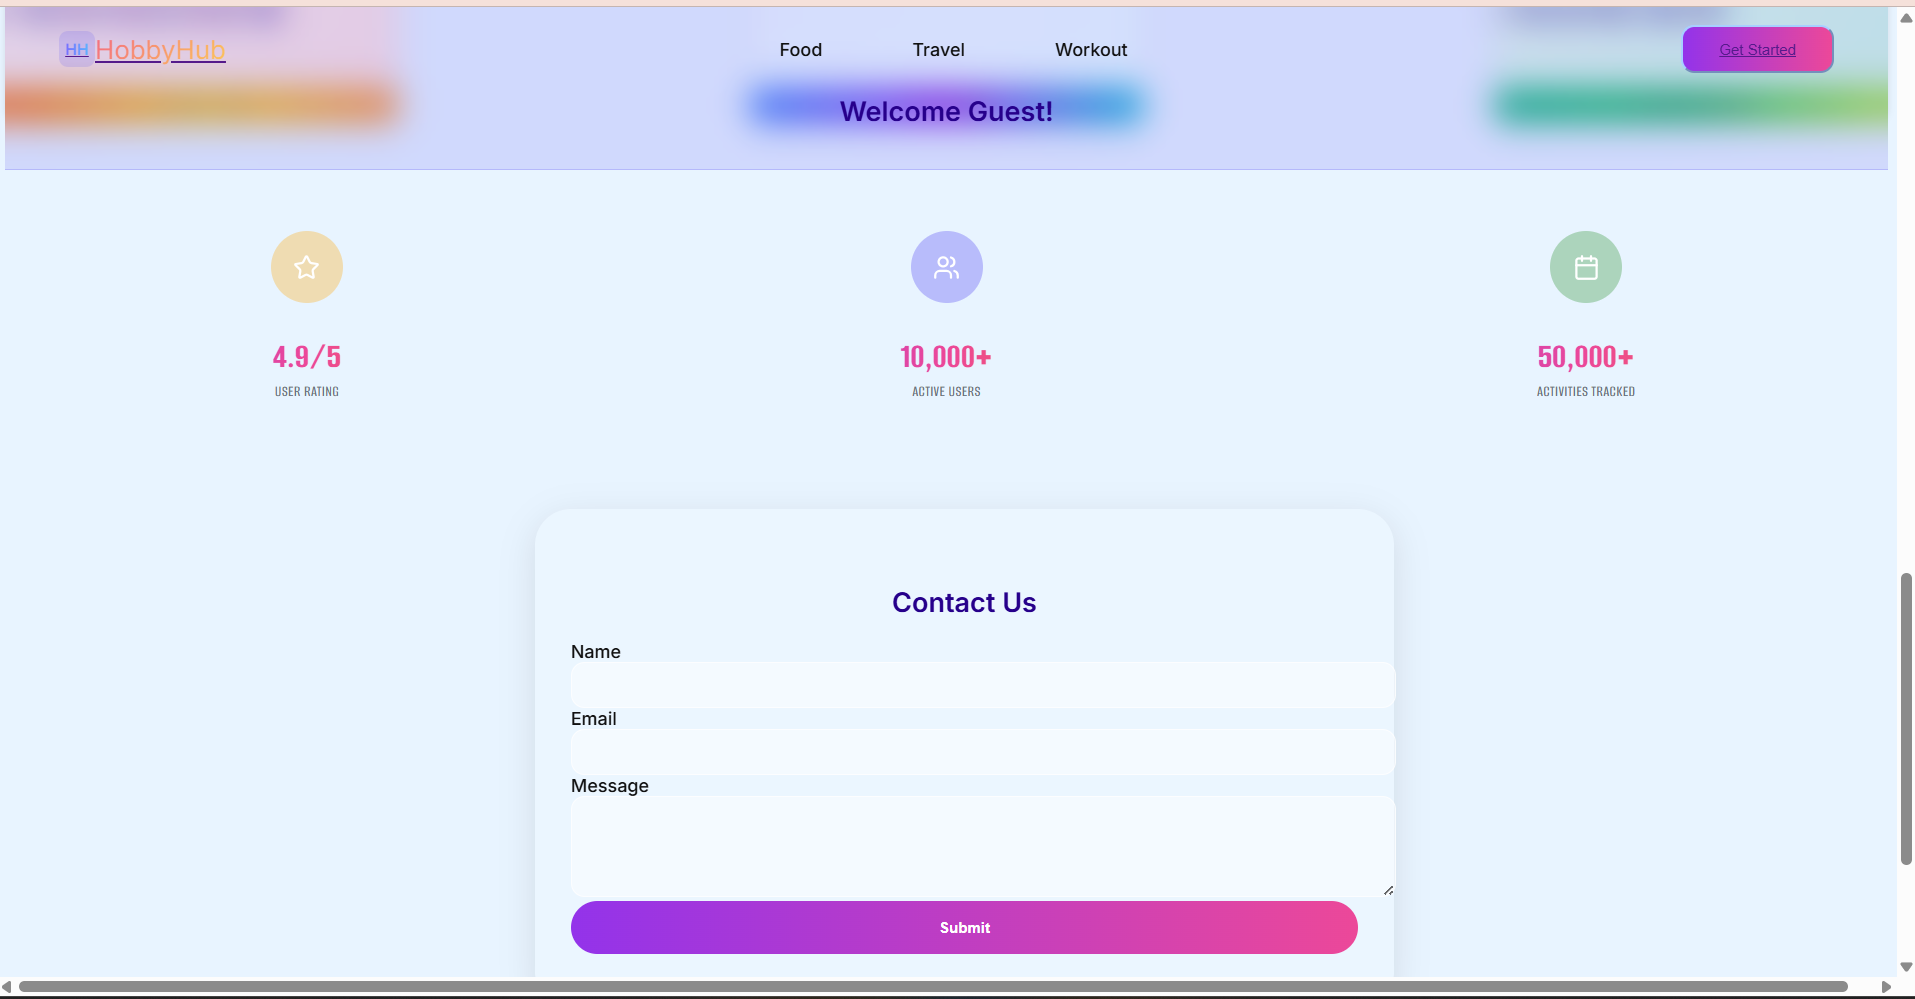 HH HobbyHub
Food Travel Workout
Get Started
Welcome Guest!
4.9/5
USER RATING
10,000+
ACTIVE USERS
50,000+
ACTIVITIES TRACKED
Contact Us
Name
Email
Message
Submit